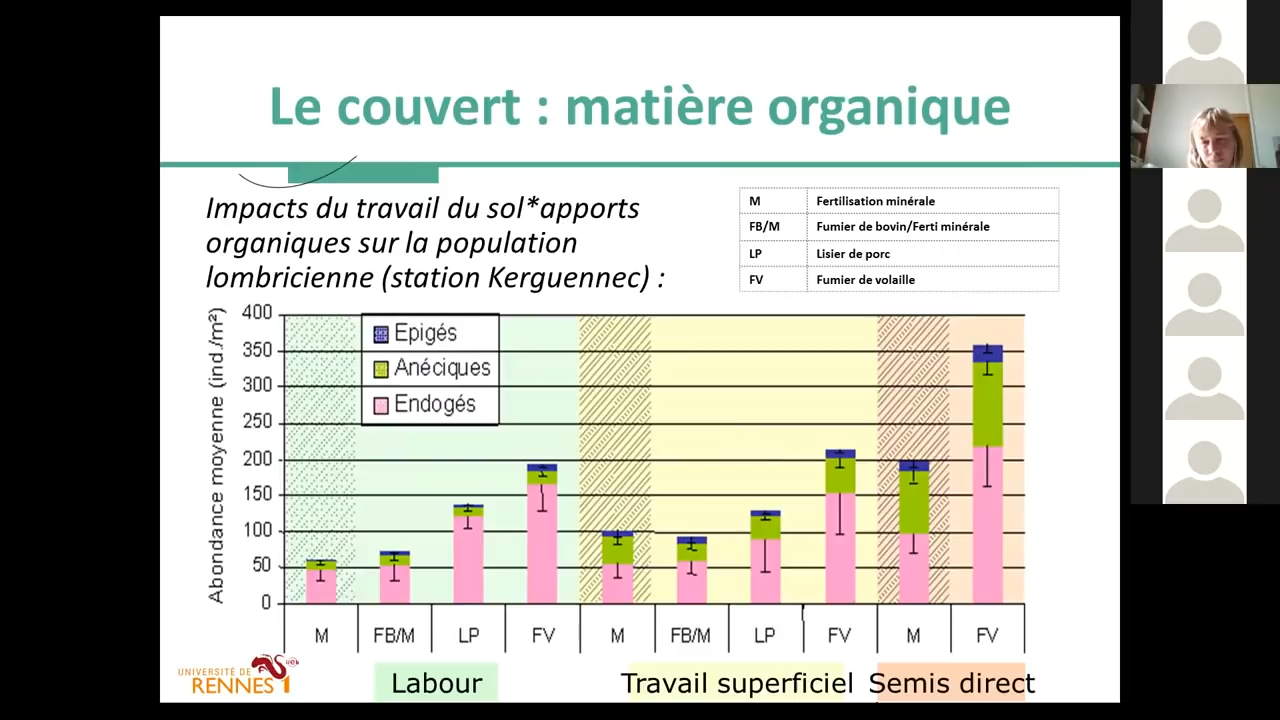 Le couvert : matière organique
Impacts du travail du sol*apports
organiques sur la population
lombricienne (station Kerguennec) :
M Fertilisation minérale
FB/M Fumier de bovin/Ferti minérale
LP Lisier de porc
FV Fumier de volaille
Abondance moyenne (ind./m²)
400
350
300
250
200
150
100
50
0
Epigés
Anéciques
Endogés
M FB/M LP FV M FB/M LP FV M FV
Labour Travail superficiel Semis direct
UNIVERSITÉ DE
RENNES 1
ueb